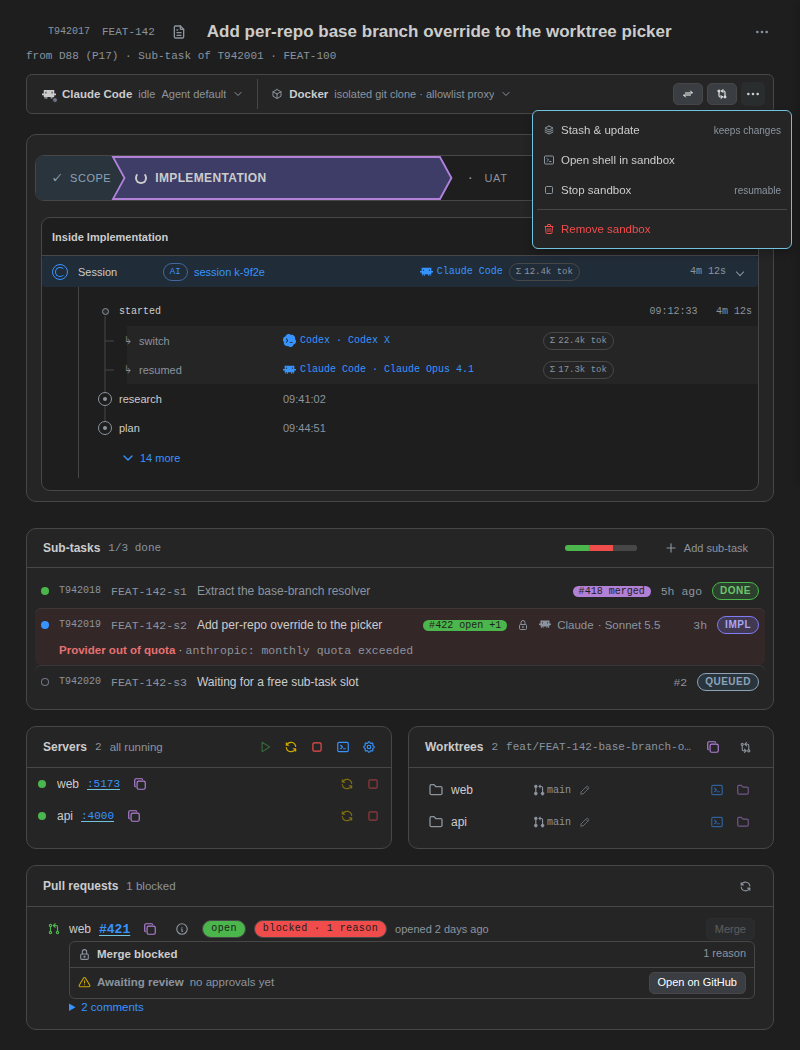 T942017 FEAT-142 Add per-repo base branch override to the worktree picker
from D88 (P17) · Sub-task of T942001 · FEAT-100
Claude Code idle Agent default Docker isolated git clone · allowlist proxy
Stash & update keeps changes
Open shell in sandbox
Stop sandbox resumable
Remove sandbox
SCOPE IMPLEMENTATION · UAT
Inside Implementation
Session AI session k-9f2e Claude Code Σ 12.4k tok 4m 12s
started 09:12:33 4m 12s
↳ switch Codex · Codex X Σ 22.4k tok
↳ resumed Claude Code · Claude Opus 4.1 Σ 17.3k tok
research 09:41:02
plan 09:44:51
14 more
Sub-tasks 1/3 done Add sub-task
T942018 FEAT-142-s1 Extract the base-branch resolver #418 merged 5h ago DONE
T942019 FEAT-142-s2 Add per-repo override to the picker #422 open +1 Claude · Sonnet 5.5 3h IMPL
Provider out of quota · anthropic: monthly quota exceeded
T942020 FEAT-142-s3 Waiting for a free sub-task slot #2 QUEUED
Servers 2 all running
web :5173
api :4000
Worktrees 2 feat/FEAT-142-base-branch-o…
web main
api main
Pull requests 1 blocked
web #421 open blocked · 1 reason opened 2 days ago Merge
Merge blocked 1 reason
Awaiting review no approvals yet Open on GitHub
2 comments